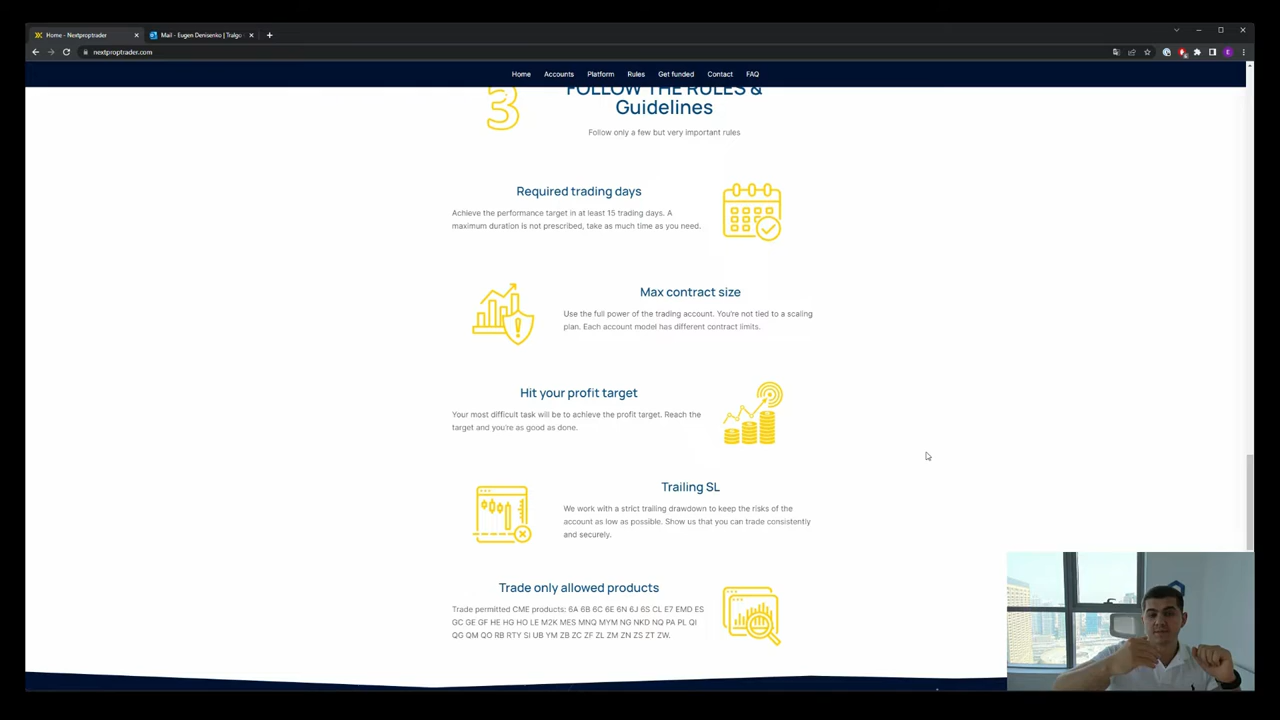 Home - Nextproptrader
Mail - Eugen Denisenko | Tralgo
nextproptrader.com
E
Home Accounts Platform Rules Get funded Contact FAQ
3
FOLLOW THE RULES &
Guidelines
Follow only a few but very important rules
Required trading days
Achieve the performance target in at least 15 trading days. A
maximum duration is not prescribed, take as much time as you need.
Max contract size
Use the full power of the trading account. You're not tied to a scaling
plan. Each account model has different contract limits.
Hit your profit target
Your most difficult task will be to achieve the profit target. Reach the
target and you're as good as done.
Trailing SL
We work with a strict trailing drawdown to keep the risks of the
account as low as possible. Show us that you can trade consistently
and securely.
Trade only allowed products
Trade permitted CME products: 6A 6B 6C 6E 6N 6J 6S CL E7 EMD ES
GC GE GF HE HG HO LE M2K MES MNQ MYM NG NKD NQ PA PL QI
QG QM QO RB RTY SI UB YM ZB ZC ZF ZL ZM ZN ZS ZT ZW.